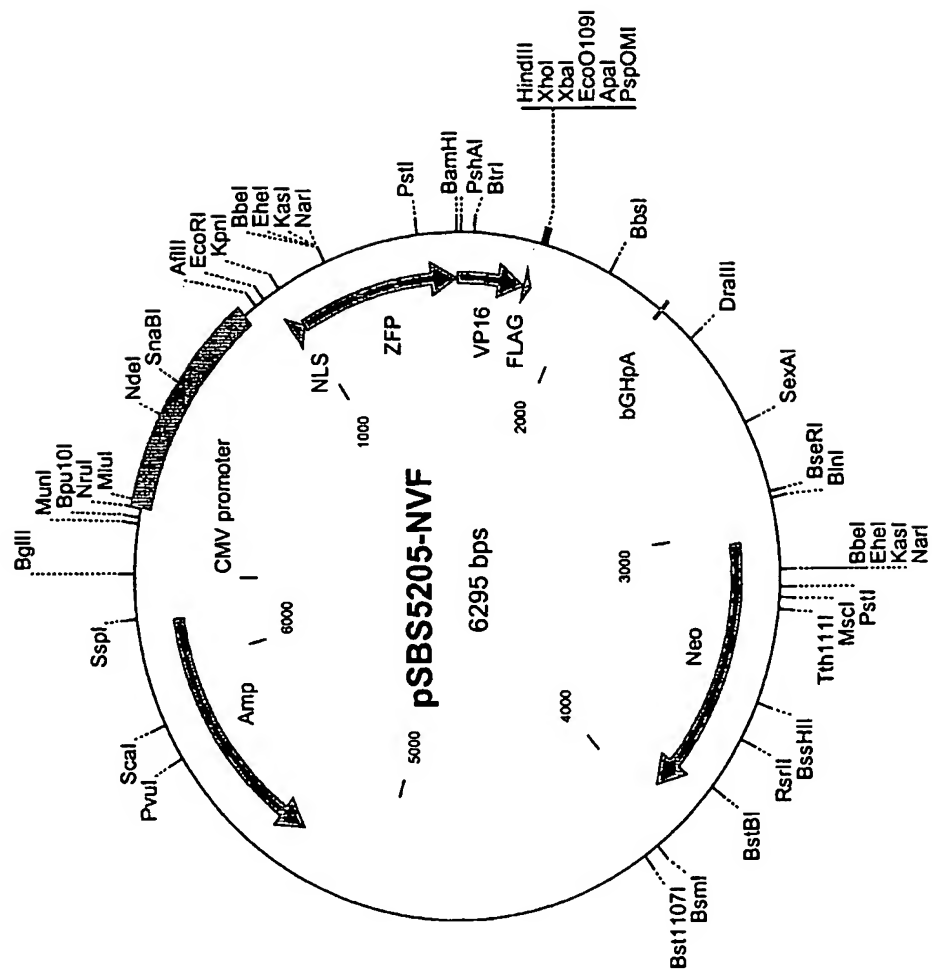 pSBS5205-NVF
6295 bps
BglII
MunI
Bpu10I
NruI
MluI
NdeI
SnaBI
AflII
EcoRI
KpnI
BbeI
EheI
KasI
NarI
PstI
BamHI
PshAI
BtrI
HindIII
XhoI
XbaI
EcoO109I
ApaI
PspOMI
BbsI
DraIII
SexAI
BseRI
BlnI
BbeI
EheI
KasI
NarI
PstI
MscI
Tth111I
BssHII
RsrII
BstBI
BsmI
Bst1107I
PvuI
ScaI
SspI
CMV promoter
NLS
ZFP
VP16
FLAG
bGHpA
Neo
Amp
1000
2000
3000
4000
5000
6000